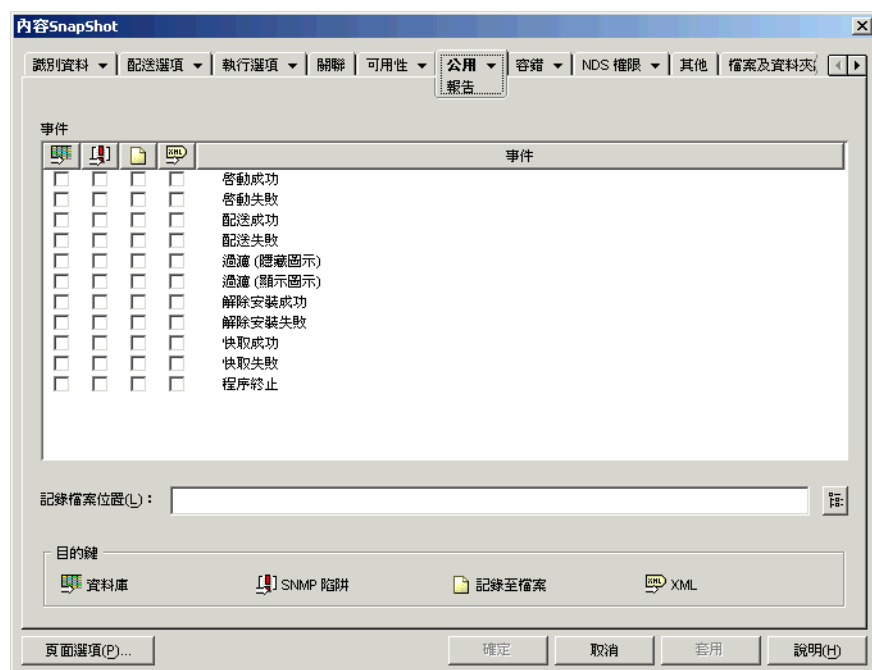 內容SnapShot
識別資料 配送選項 執行選項 關聯 可用性 公用 容錯 NDS 權限 其他 檔案及資料夾
報告
事件
事件
啓動成功
啓動失敗
配送成功
配送失敗
過濾 (隱藏圖示)
過濾 (顯示圖示)
解除安裝成功
解除安裝失敗
快取成功
快取失敗
程序終止
記錄檔案位置(L)：
目的鍵
資料庫 SNMP 陷阱 記錄至檔案 XML
頁面選項(P)... 確定 取消 套用 說明(H)